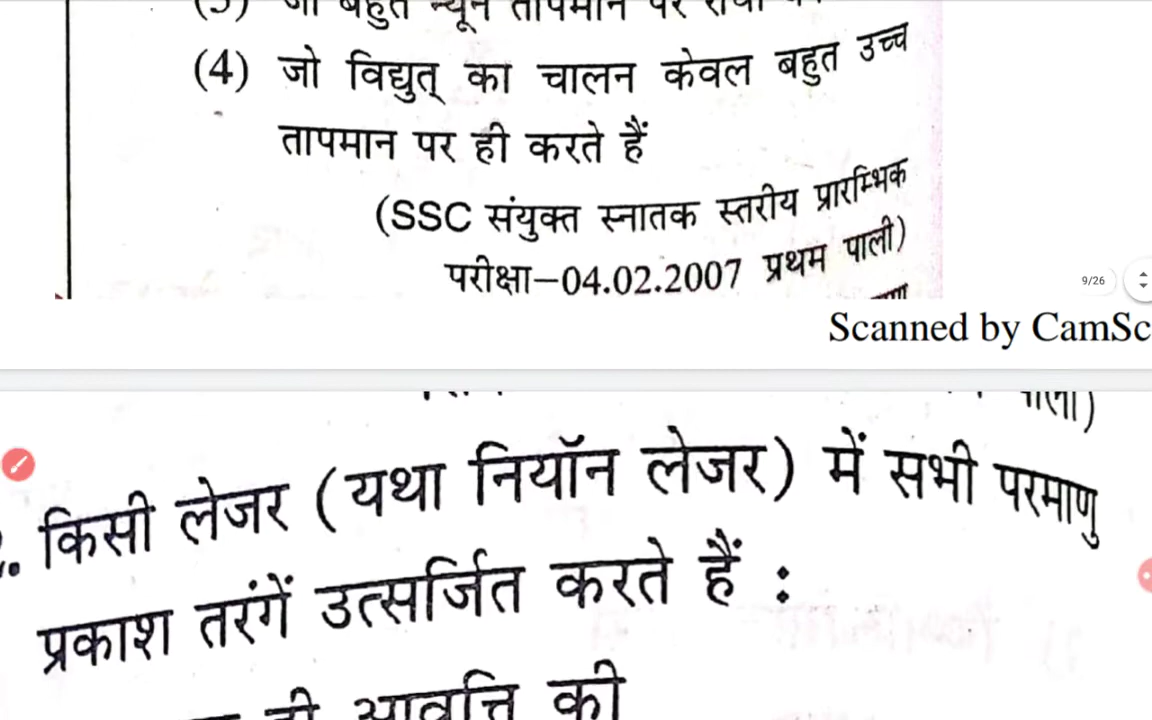 (4) जो विद्युत् का चालन केवल बहुत उच्च
तापमान पर ही करते हैं
(SSC संयुक्त स्नातक स्तरीय प्रारम्भिक
परीक्षा–04.02.2007 प्रथम पाली)
9/26
Scanned by CamSc
किसी लेजर (यथा नियॉन लेजर) में सभी परमाणु
प्रकाश तरंगें उत्सर्जित करते हैं :
ही आवृत्ति की